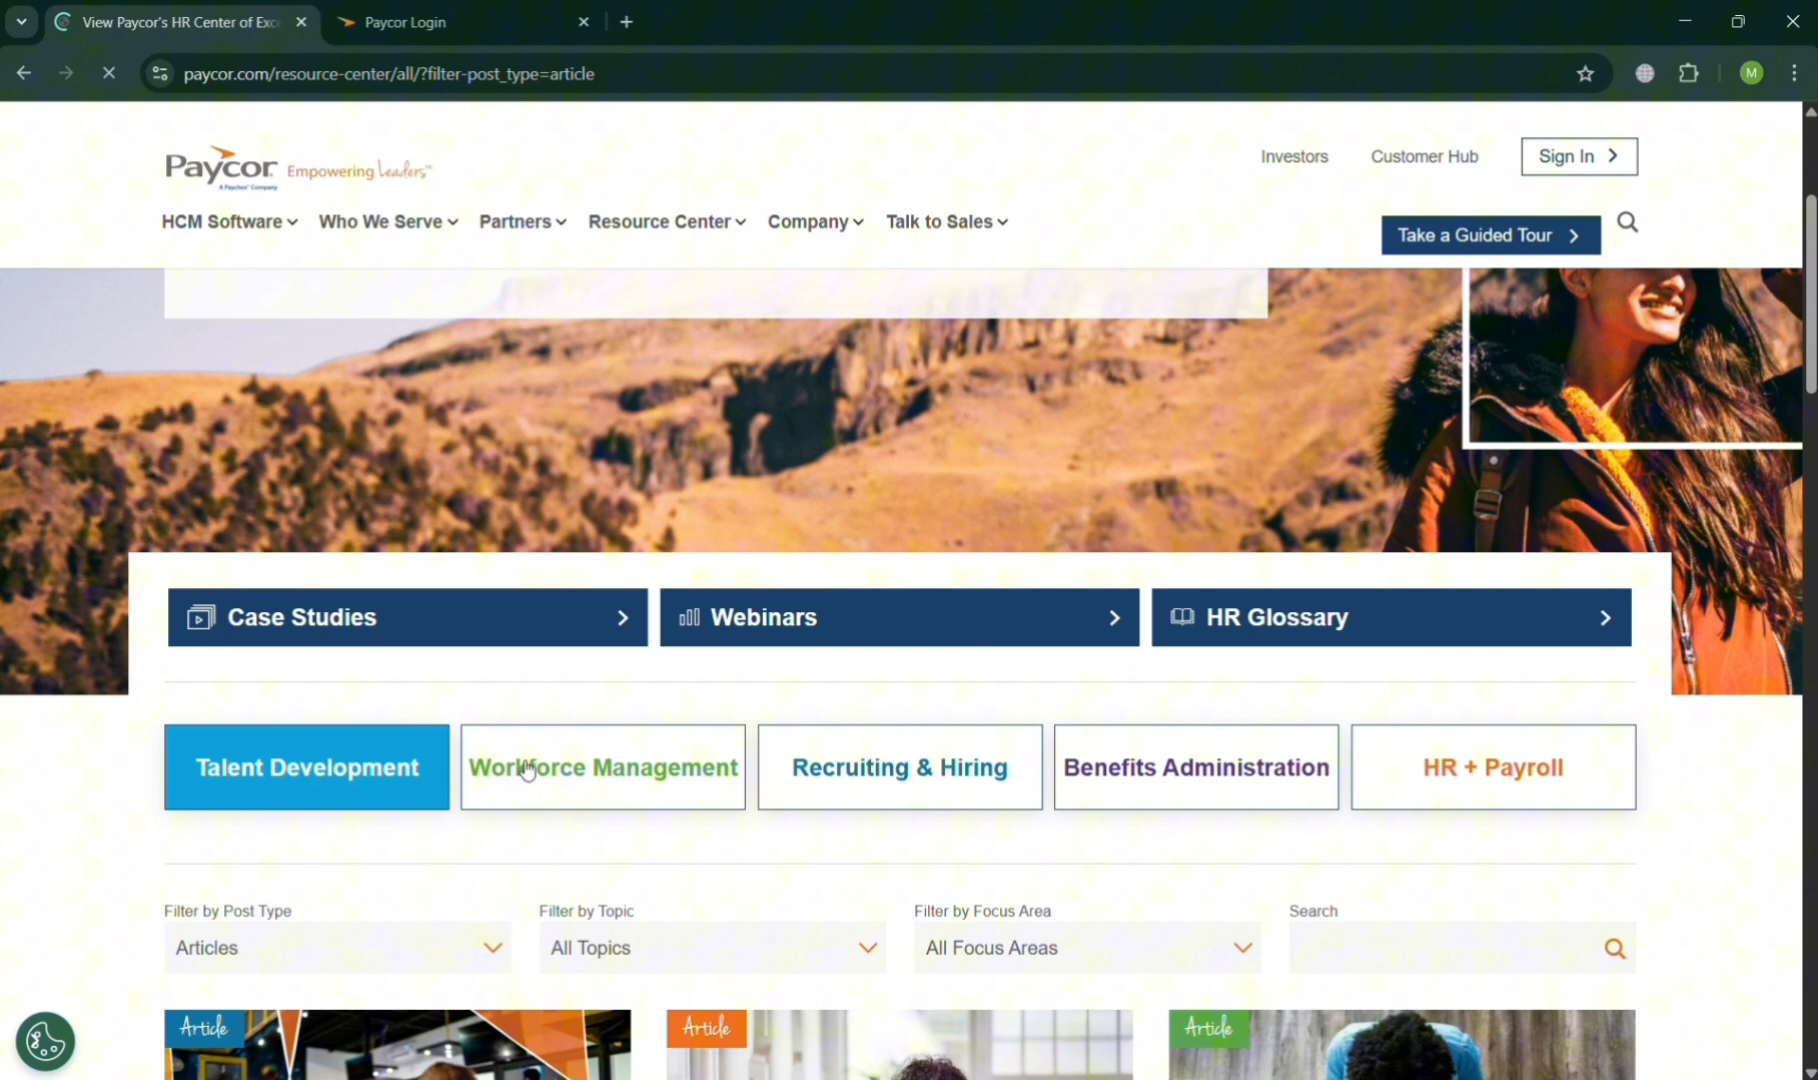 View Paycor's HR Center of Exc
Paycor Login
paycor.com/resource-center/all/?filter-post_type=article
M
Paycor
A Paychex Company
Empowering Leaders
Investors
Customer Hub
Sign In
HCM Software
Who We Serve
Partners
Resource Center
Company
Talk to Sales
Take a Guided Tour
Case Studies
Webinars
HR Glossary
Talent Development
Workforce Management
Recruiting & Hiring
Benefits Administration
HR + Payroll
Filter by Post Type
Filter by Topic
Filter by Focus Area
Search
Articles
All Topics
All Focus Areas
Article
Article
Article